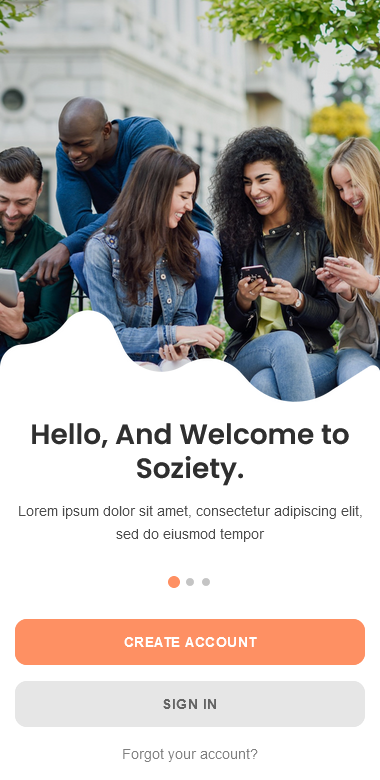 Hello, And Welcome to
Soziety.
Lorem ipsum dolor sit amet, consectetur adipiscing elit,
sed do eiusmod tempor
CREATE ACCOUNT
SIGN IN
Forgot your account?